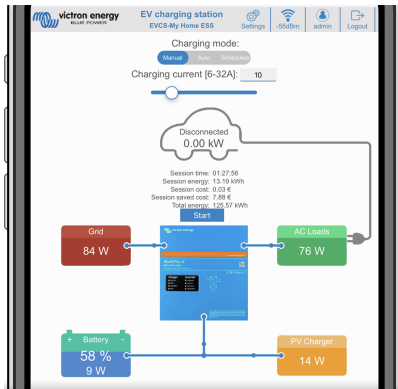 victron energy
BLUE POWER
EV charging station
EVCS-My Home ESS
Settings
-55dBm
admin
Logout
Charging mode:
Manual Auto Scheduled
Charging current [6-32A]: 10
Disconnected
0.00 kW
Session time: 01:27:56
Session energy: 13.19 kWh
Session cost: 0.03 €
Session saved cost: 7.88 €
Total energy: 125.57 kWh
Start
Grid
84 W
victron energy
AC Loads
76 W
+ Battery -
58 %
9 W
PV Charger
14 W